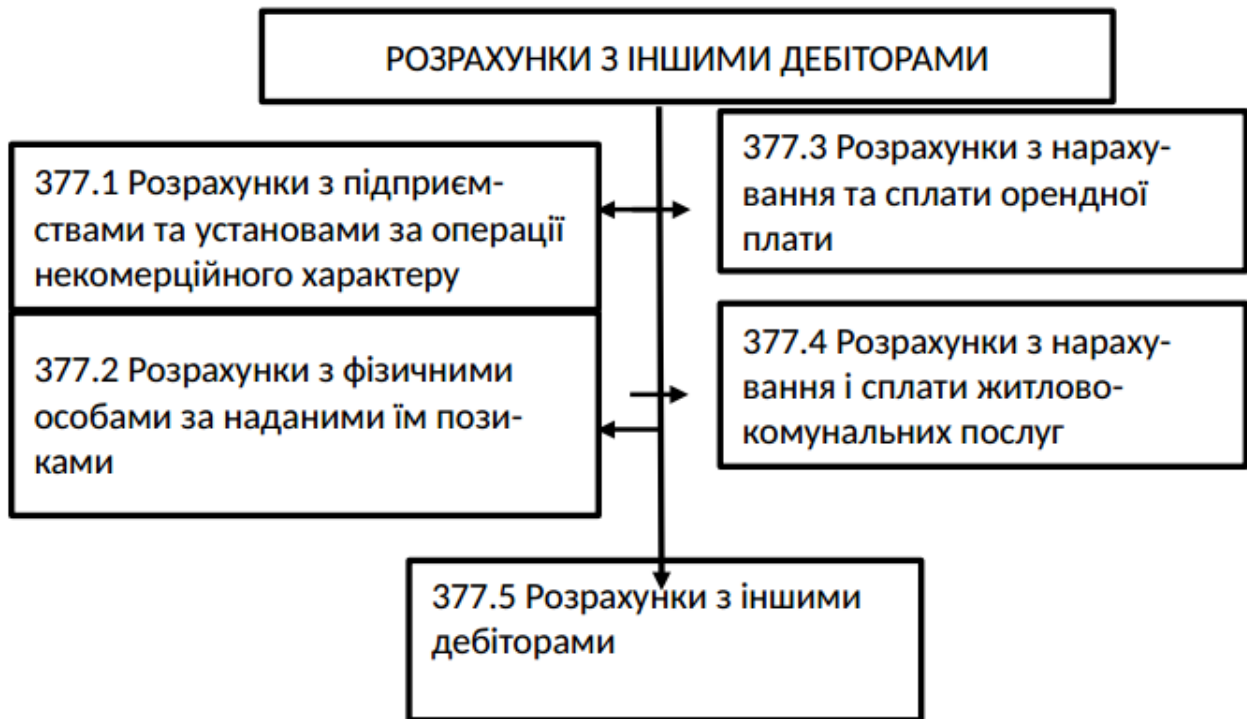 РОЗРАХУНКИ З ІНШИМИ ДЕБІТОРАМИ
377.1 Розрахунки з підприєм-
ствами та установами за операції
некомерційного характеру
377.2 Розрахунки з фізичними
особами за наданими їм пози-
ками
377.3 Розрахунки з нараху-
вання та сплати орендної
плати
377.4 Розрахунки з нараху-
вання і сплати житлово-
комунальних послуг
377.5 Розрахунки з іншими
дебіторами